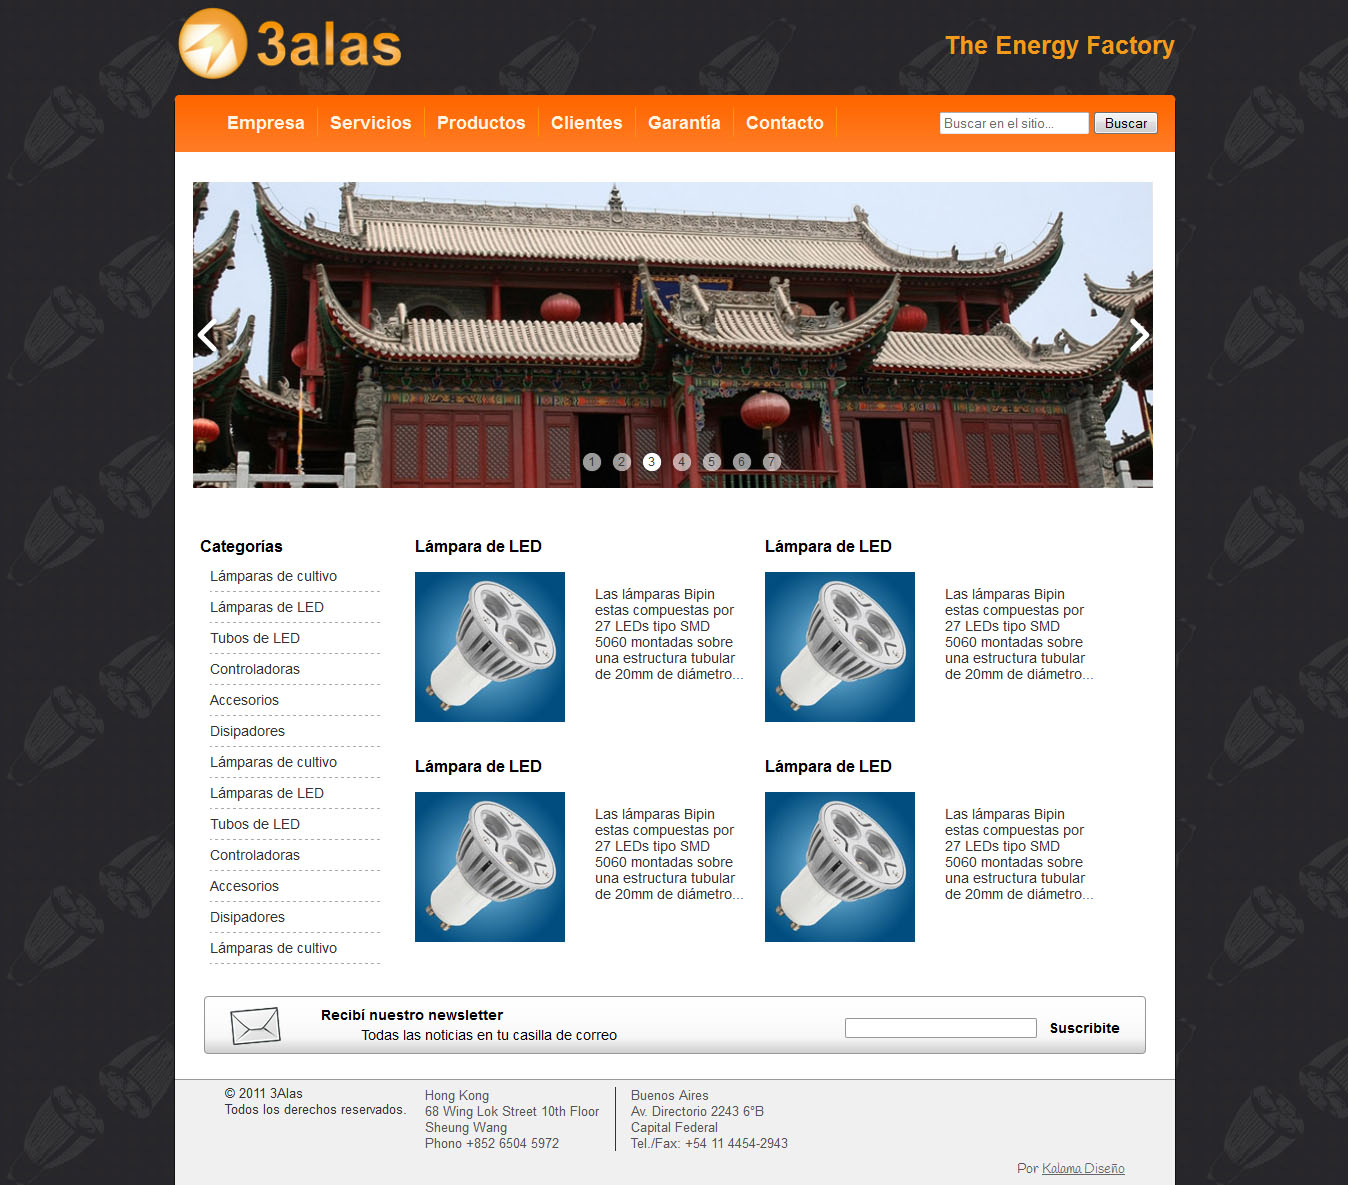 3alas
The Energy Factory
Empresa
Servicios
Productos
Clientes
Garantía
Contacto
Buscar en el sitio...
Buscar
1 2 3 4 5 6 7
Categorías
Lámparas de cultivo
Lámparas de LED
Tubos de LED
Controladoras
Accesorios
Disipadores
Lámparas de cultivo
Lámparas de LED
Tubos de LED
Controladoras
Accesorios
Disipadores
Lámparas de cultivo
Lámpara de LED
Las lámparas Bipin
estas compuestas por
27 LEDs tipo SMD
5060 montadas sobre
una estructura tubular
de 20mm de diámetro...
Lámpara de LED
Las lámparas Bipin
estas compuestas por
27 LEDs tipo SMD
5060 montadas sobre
una estructura tubular
de 20mm de diámetro...
Lámpara de LED
Las lámparas Bipin
estas compuestas por
27 LEDs tipo SMD
5060 montadas sobre
una estructura tubular
de 20mm de diámetro...
Lámpara de LED
Las lámparas Bipin
estas compuestas por
27 LEDs tipo SMD
5060 montadas sobre
una estructura tubular
de 20mm de diámetro...
Recibí nuestro newsletter
Todas las noticias en tu casilla de correo
Suscribite
© 2011 3Alas
Todos los derechos reservados.
Hong Kong
68 Wing Lok Street 10th Floor
Sheung Wang
Phono +852 6504 5972
Buenos Aires
Av. Directorio 2243 6°B
Capital Federal
Tel./Fax: +54 11 4454-2943
Por Kalama Diseño